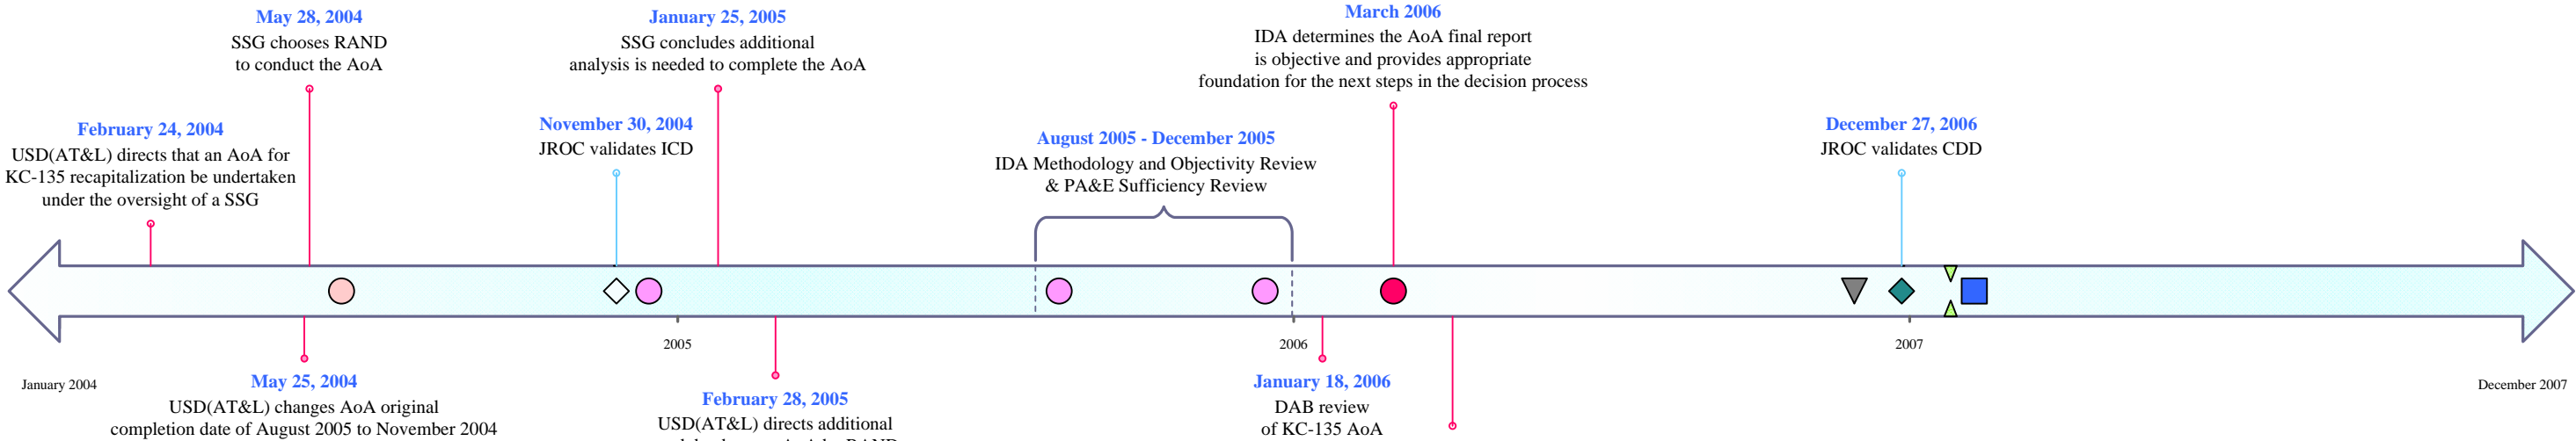 May 28, 2004
SSG chooses RAND
to conduct the AoA
January 25, 2005
SSG concludes additional
analysis is needed to complete the AoA
March 2006
IDA determines the AoA final report
is objective and provides appropriate
foundation for the next steps in the decision process
February 24, 2004
USD(AT&L) directs that an AoA for
KC-135 recapitalization be undertaken
under the oversight of a SSG
November 30, 2004
JROC validates ICD
August 2005 - December 2005
IDA Methodology and Objectivity Review
& PA&E Sufficiency Review
December 27, 2006
JROC validates CDD
2005
2006
2007
January 2004
December 2007
May 25, 2004
USD(AT&L) changes AoA original
completion date of August 2005 to November 2004
February 28, 2005
USD(AT&L) directs additional
January 18, 2006
DAB review
of KC-135 AoA